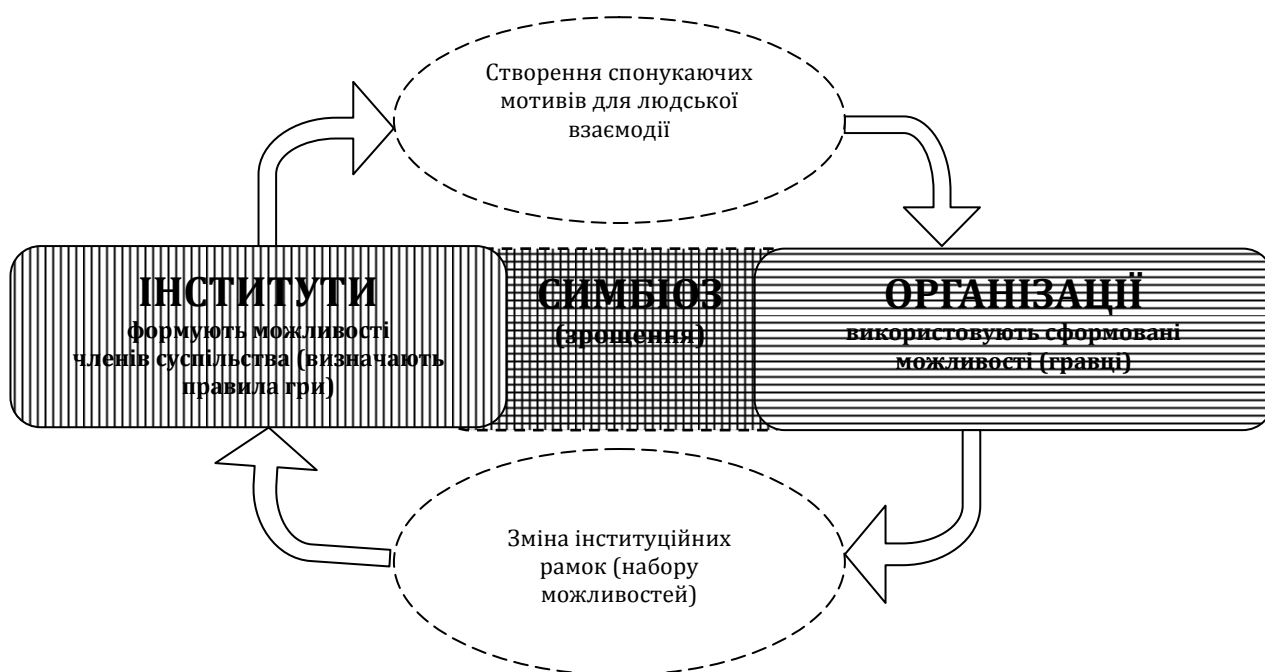 Створення спонукаючих
мотивів для людської
взаємодії
ІНСТИТУТИ
формують можливості
членів суспільства (визначають
правила гри)
СИМБІОЗ
(зрощення)
ОРГАНІЗАЦІЇ
використовують сформовані
можливості (гравці)
Зміна інституційних
рамок (набору
можливостей)